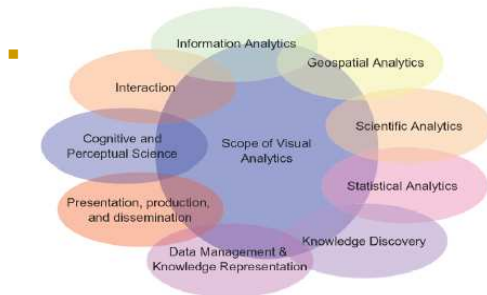 Information Analytics
Geospatial Analytics
Interaction
Scientific Analytics
Cognitive and
Perceptual Science
Scope of Visual
Analytics
Statistical Analytics
Presentation, production,
and dissemination
Knowledge Discovery
Data Management &
Knowledge Representation